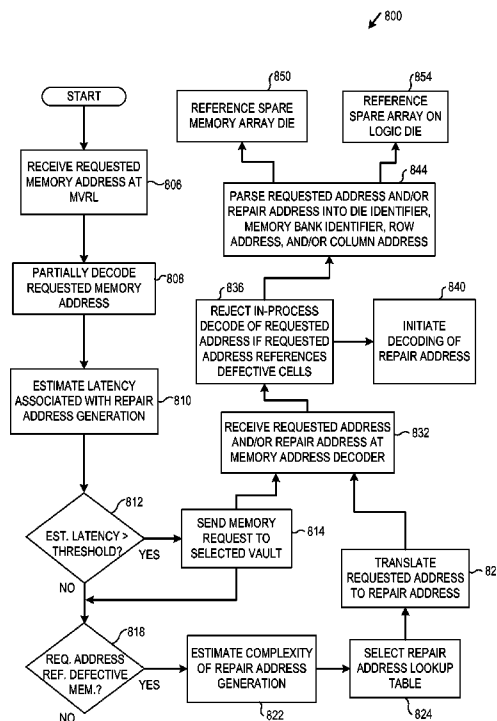 800
START
RECEIVE REQUESTED
MEMORY ADDRESS AT
MVRL
806
PARTIALLY DECODE
REQUESTED MEMORY
ADDRESS
808
ESTIMATE LATENCY
ASSOCIATED WITH REPAIR
ADDRESS GENERATION
810
812
EST. LATENCY >
THRESHOLD?
YES
NO
SEND MEMORY
REQUEST TO
SELECTED VAULT
814
818
REQ. ADDRESS
REF. DEFECTIVE
MEM.?
YES
NO
ESTIMATE COMPLEXITY
OF REPAIR ADDRESS
GENERATION
822
SELECT REPAIR
ADDRESS LOOKUP
TABLE
824
TRANSLATE
REQUESTED ADDRESS
TO REPAIR ADDRESS
RECEIVE REQUESTED ADDRESS
AND/OR REPAIR ADDRESS AT
MEMORY ADDRESS DECODER
832
836
REJECT IN-PROCESS
DECODE OF REQUESTED
ADDRESS IF REQUESTED
ADDRESS REFERENCES
DEFECTIVE CELLS
840
INITIATE
DECODING OF
REPAIR ADDRESS
844
PARSE REQUESTED ADDRESS AND/OR
REPAIR ADDRESS INTO DIE IDENTIFIER,
MEMORY BANK IDENTIFIER, ROW
ADDRESS, AND/OR COLUMN ADDRESS
850
REFERENCE SPARE
MEMORY ARRAY DIE
854
REFERENCE
SPARE ARRAY ON
LOGIC DIE